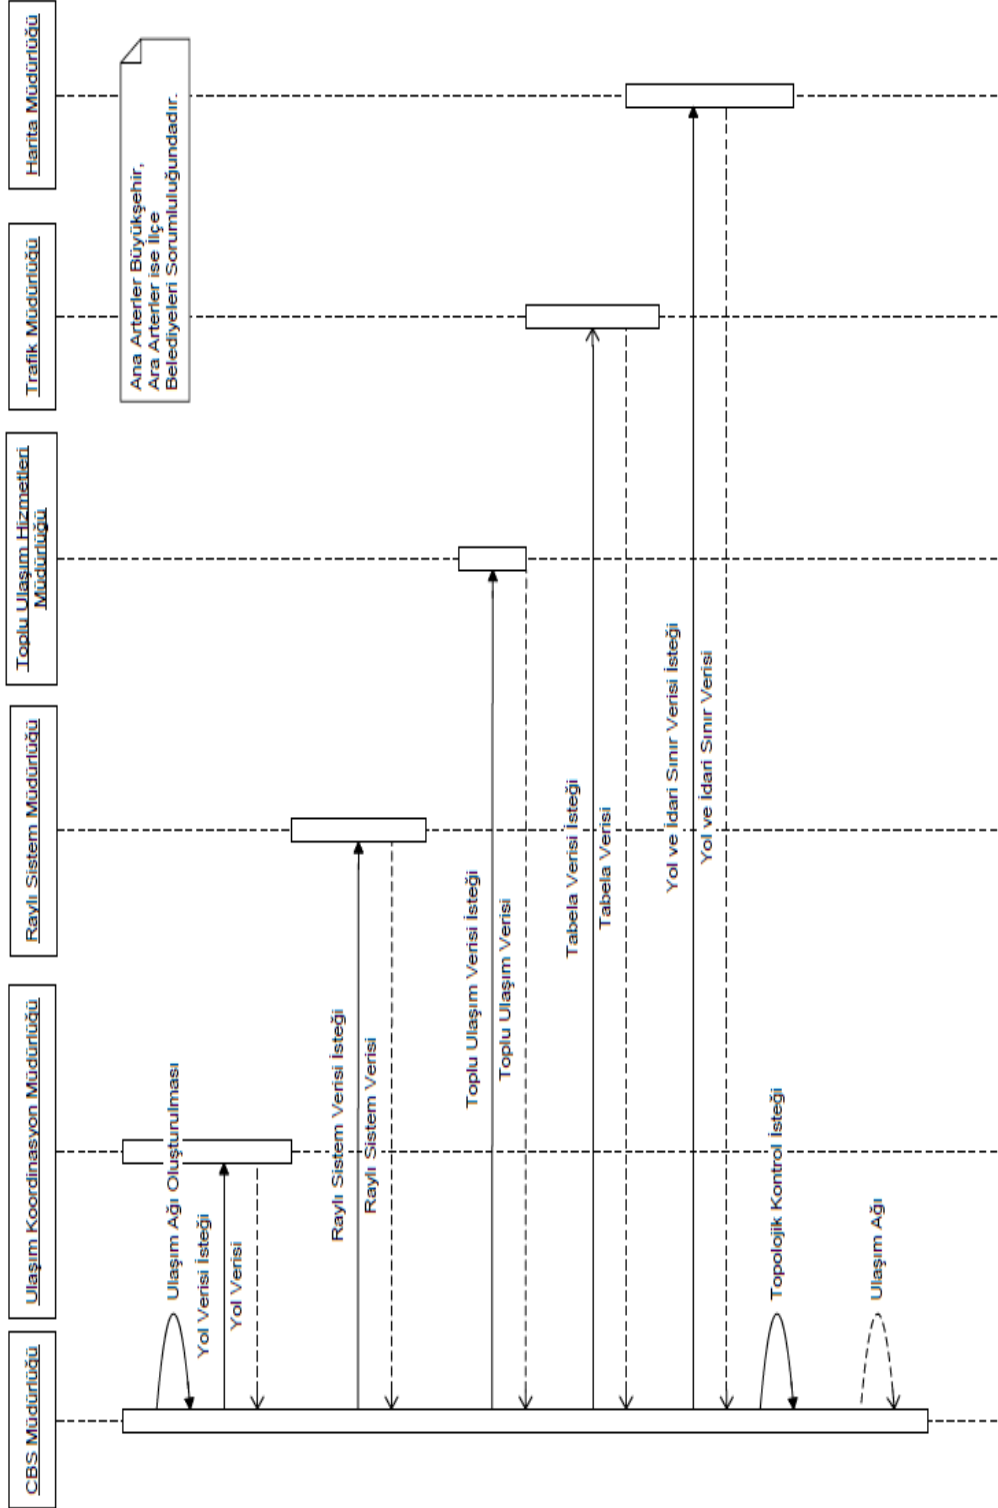 CBS Müdürlüğü
Ulaşım Koordinasyon Müdürlüğü
Raylı Sistem Müdürlüğü
Toplu Ulaşım Hizmetleri
Müdürlüğü
Trafik Müdürlüğü
Harita Müdürlüğü
Ana Arterler Büyükşehir,
Ara Arterler ise İlçe
Belediyeleri Sorumluluğundadır.
Ulaşım Ağı Oluşturulması
Yol Verisi İsteği
Yol Verisi
Raylı Sistem Verisi İsteği
Raylı Sistem Verisi
Toplu Ulaşım Verisi İsteği
Toplu Ulaşım Verisi
Tabela Verisi İsteği
Tabela Verisi
Yol ve İdari Sınır Verisi İsteği
Yol ve İdari Sınır Verisi
Topolojik Kontrol İsteği
Ulaşım Ağı